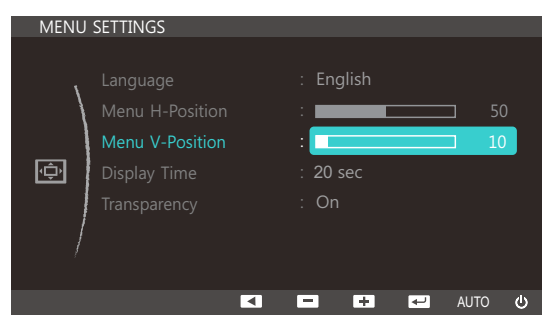 MENU SETTINGS
Language : English
Menu H-Position : 50
Menu V-Position : 10
Display Time : 20 sec
Transparency : On
AUTO